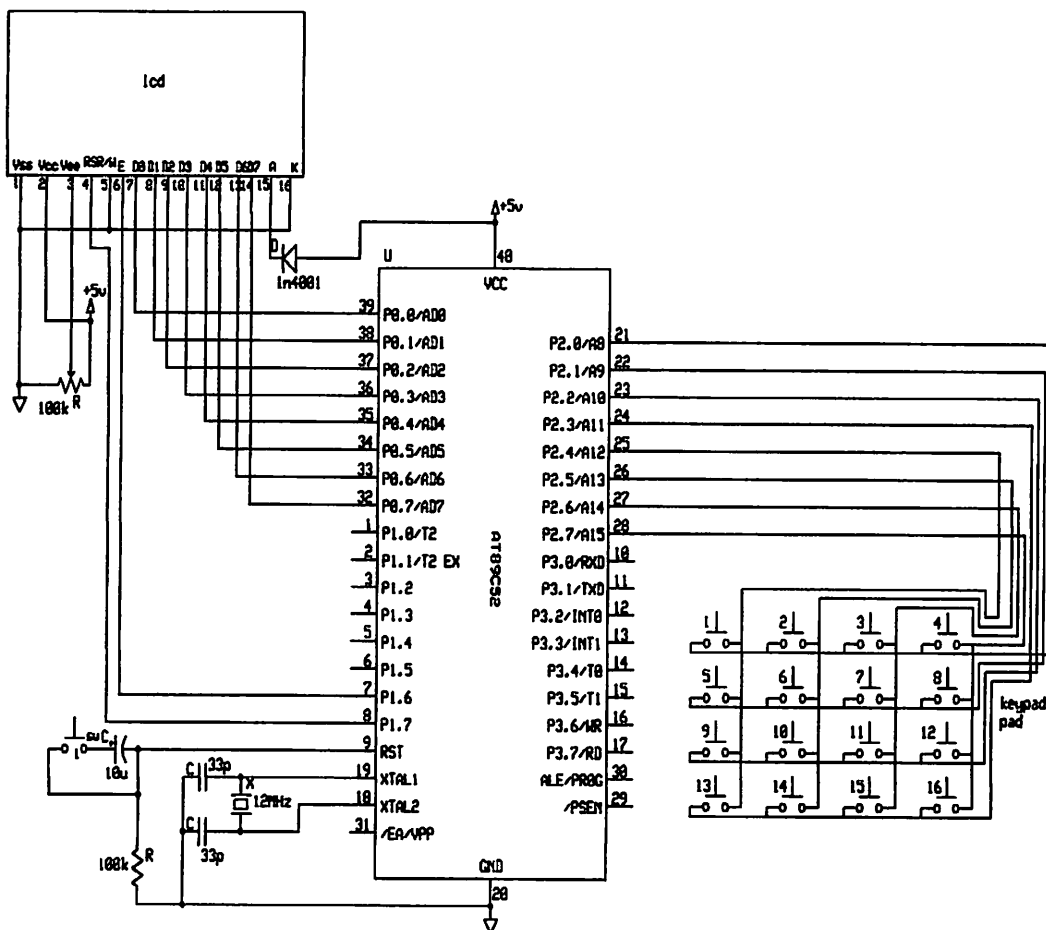 lcd
Vss Vcc Vee RSR/W E D0 D1 D2 D3 D4 D5 D6D7 A K
1 2 3 4 5 6 7 8 9 10 11 12 13 14 15 16
+5v
D
1n4001
U
40
VCC
+5v
100k R
39 P0.0/AD0
38 P0.1/AD1
37 P0.2/AD2
36 P0.3/AD3
35 P0.4/AD4
34 P0.5/AD5
33 P0.6/AD6
32 P0.7/AD7
1 P1.0/T2
2 P1.1/T2 EX
3 P1.2
4 P1.3
5 P1.4
6 P1.5
7 P1.6
8 P1.7
9 RST
19 XTAL1
18 XTAL2
31 /EA/VPP
AT89C52
P2.0/A8 21
P2.1/A9 22
P2.2/A10 23
P2.3/A11 24
P2.4/A12 25
P2.5/A13 26
P2.6/A14 27
P2.7/A15 28
P3.0/RXD 10
P3.1/TXD 11
P3.2/INT0 12
P3.3/INT1 13
P3.4/T0 14
P3.5/T1 15
P3.6/WR 16
P3.7/RD 17
ALE/PROG 30
/PSEN 29
GND
20
sw C
10u
100k R
C 33p
X
12MHz
C
33p
1 2 3 4
5 6 7 8
9 10 11 12
13 14 15 16
keypad
pad